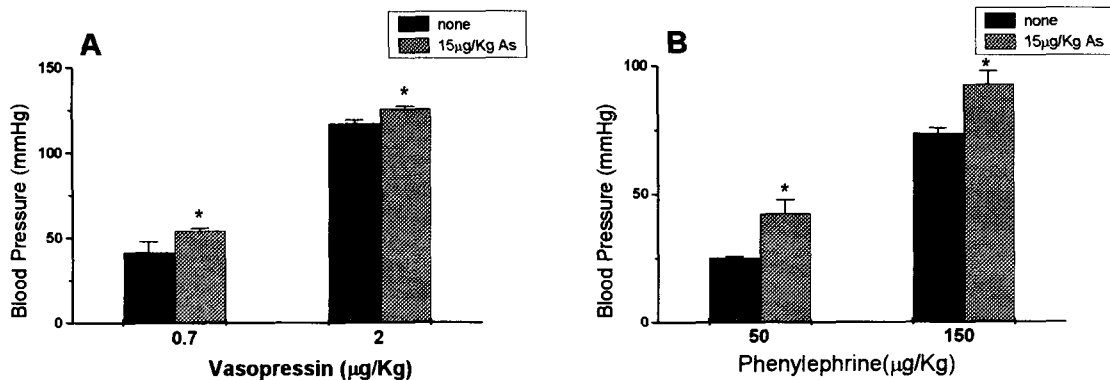 A
none
15µg/Kg As
Blood Pressure (mmHg)
150
100
50
0
*
*
0.7
2
Vasopressin (µg/Kg)
B
none
15µg/Kg As
Blood Pressure (mmHg)
100
50
0
*
*
50
150
Phenylephrine(µg/Kg)